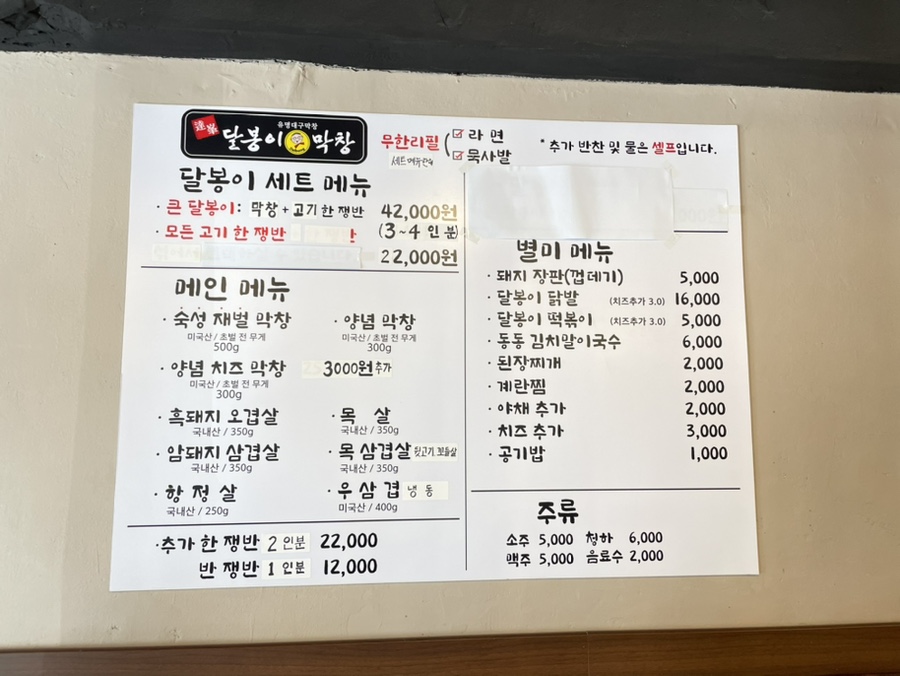 達峯
유명대구막창
달봉이 막창
무한리필
☑ 라면
☑ 묵사발
* 추가 반찬 및 물은 셀프입니다.
달봉이 세트 메뉴
· 큰 달봉이: 막창 + 고기 한 쟁반 42,000원
· 모든 고기 한 쟁반 (3~4인분)
22,000원
메인 메뉴
· 숙성 재벌 막창
미국산 / 초벌 전 무게
500g
· 양념 막창
미국산 / 초벌 전 무게
300g
· 양념 치즈 막창 3000원추가
미국산 / 초벌 전 무게
300g
· 흑돼지 오겹살
국내산 / 350g
· 목 살
국내산 / 350g
· 암돼지 삼겹살
국내산 / 350g
· 목 삼겹살
국내산 / 350g
· 항정살
국내산 / 250g
· 우삼겹 냉동
미국산 / 400g
· 추가 한 쟁반 2인분 22,000
반 쟁반 1인분 12,000
별미 메뉴
· 돼지 장판(껍데기) 5,000
· 달봉이 닭발 (치즈추가 3.0) 16,000
· 달봉이 떡볶이 (치즈추가 3.0) 5,000
· 동동 김치말이국수 6,000
· 된장찌개 2,000
· 계란찜 2,000
· 야채 추가 2,000
· 치즈 추가 3,000
· 공기밥 1,000
주류
소주 5,000 청하 6,000
맥주 5,000 음료수 2,000